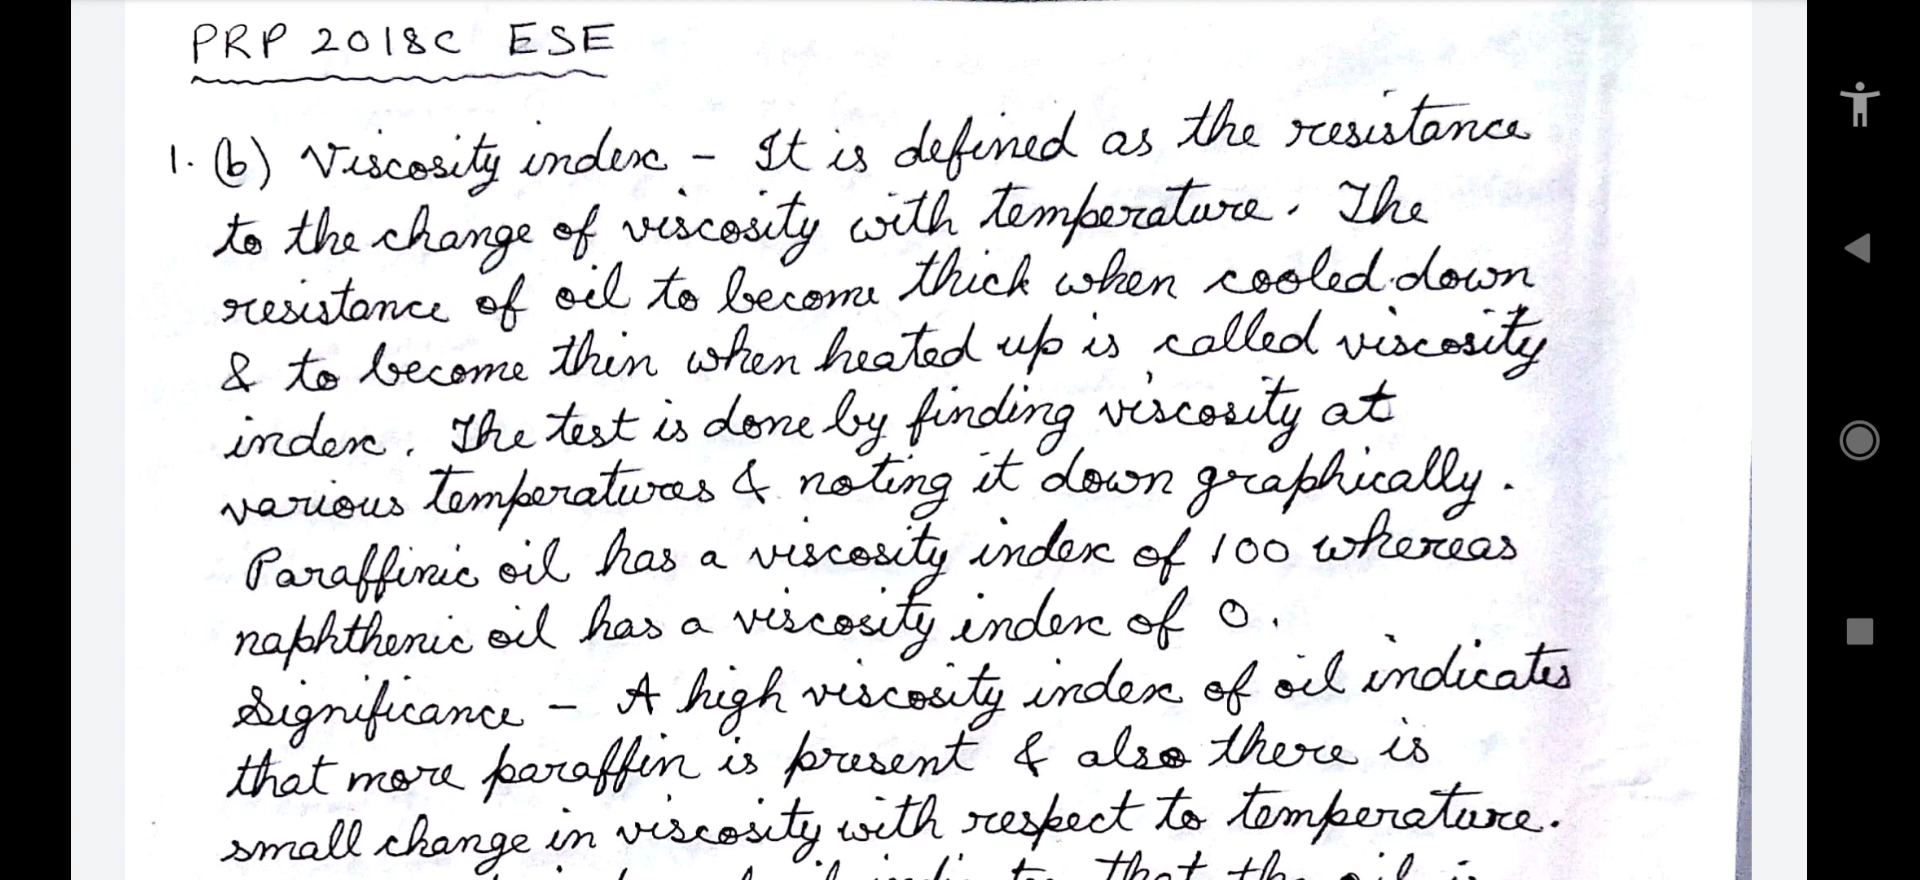 PRP 2018C ESE
1. (b) Viscosity index - It is defined as the resistance
to the change of viscosity with temperature. The
resistance of oil to become thick when cooled down
& to become thin when heated up is called viscosity
index. The test is done by finding viscosity at
various temperatures & noting it down graphically.
Paraffinic oil has a viscosity index of 100 whereas
naphthenic oil has a viscosity index of 0.
Significance - A high viscosity index of oil indicates
that more paraffin is present & also there is
small change in viscosity with respect to temperature.
that the oil is